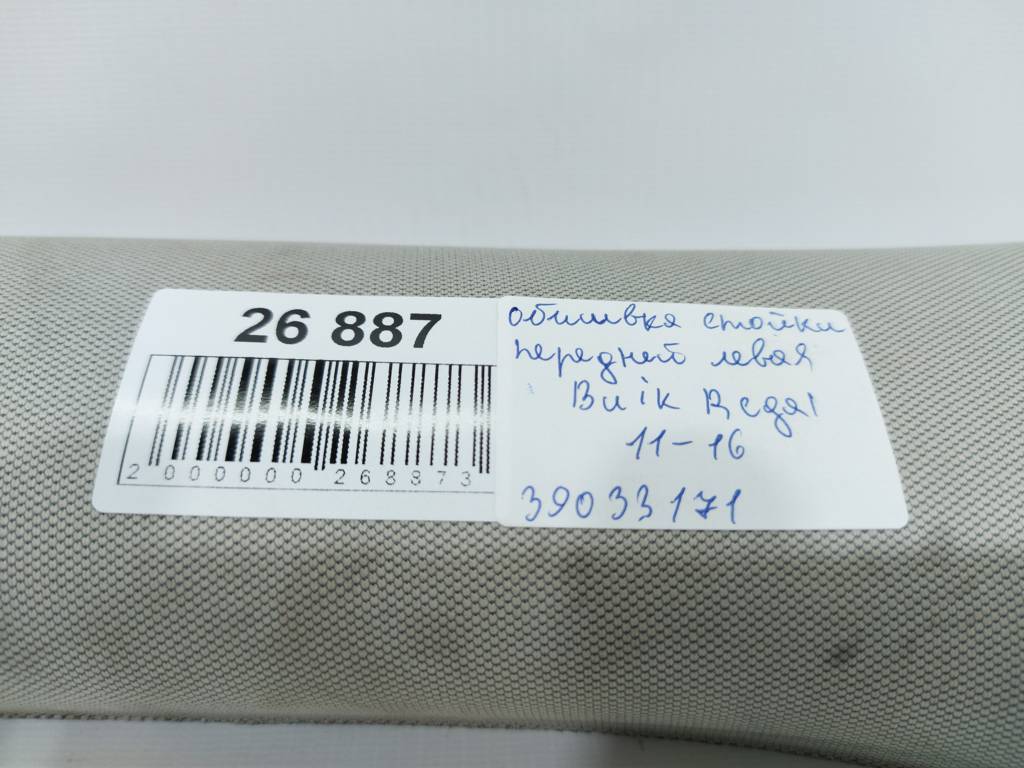 26 887
2 000000 268873
обшивка стойки
передней левая
Buik Regal
11-16
39033171